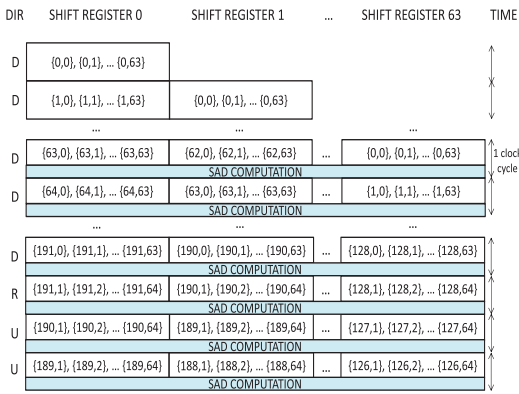 DIR SHIFT REGISTER 0 SHIFT REGISTER 1 ... SHIFT REGISTER 63 TIME
D {0,0}, {0,1}, ... {0,63}
D {1,0}, {1,1}, ... {1,63} {0,0}, {0,1}, ... {0,63}
... ... ...
D {63,0}, {63,1}, ... {63,63} {62,0}, {62,1}, ... {62,63} ... {0,0}, {0,1}, ... {0,63} 1 clock
SAD COMPUTATION cycle
D {64,0}, {64,1}, ... {64,63} {63,0}, {63,1}, ... {63,63} ... {1,0}, {1,1}, ... {1,63}
SAD COMPUTATION
... ... ...
D {191,0}, {191,1}, ... {191,63} {190,0}, {190,1}, ... {190,63} ... {128,0}, {128,1}, ... {128,63}
SAD COMPUTATION
R {191,1}, {191,2}, ... {191,64} {190,1}, {190,2}, ... {190,64} ... {128,1}, {128,2}, ... {128,64}
SAD COMPUTATION
U {190,1}, {190,2}, ... {190,64} {189,1}, {189,2}, ... {189,64} ... {127,1}, {127,2}, ... {127,64}
SAD COMPUTATION
U {189,1}, {189,2}, ... {189,64} {188,1}, {188,2}, ... {188,64} ... {126,1}, {126,2}, ... {126,64}
SAD COMPUTATION